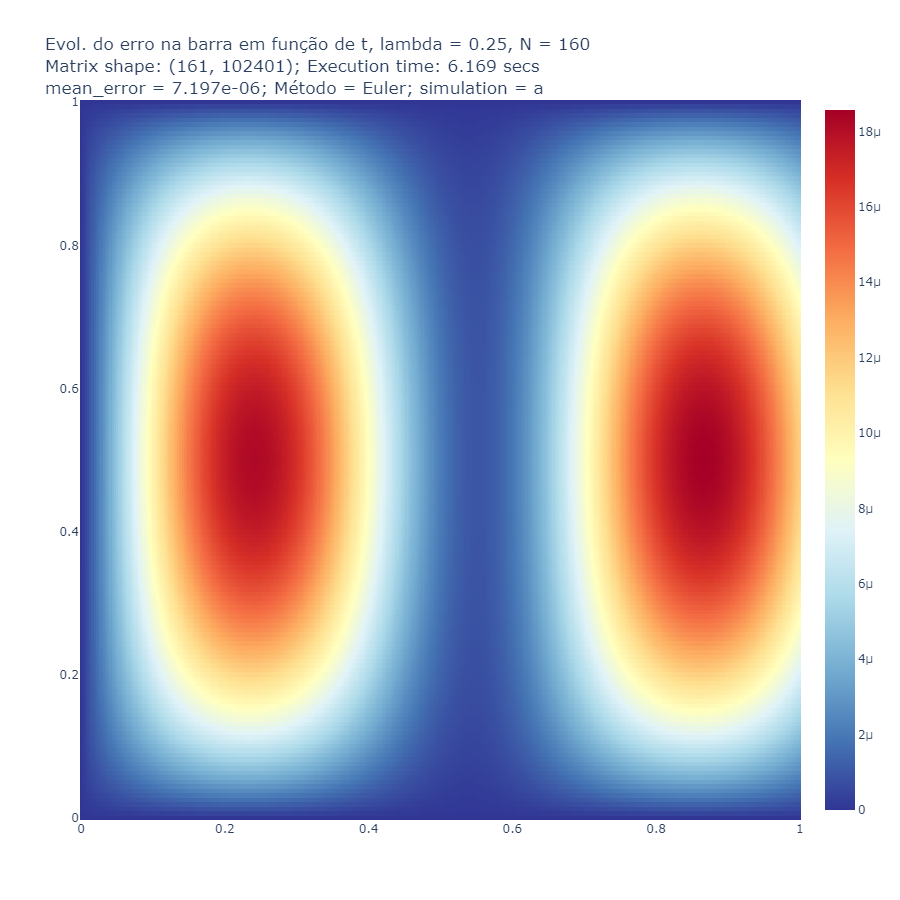 Evol. do erro na barra em função de t, lambda = 0.25, N = 160
Matrix shape: (161, 102401); Execution time: 6.169 secs
mean_error = 7.197e-06; Método = Euler; simulation = a
1
0.8
0.6
0.4
0.2
0
0 0.2 0.4 0.6 0.8 1
18μ
16μ
14μ
12μ
10μ
8μ
6μ
4μ
2μ
0